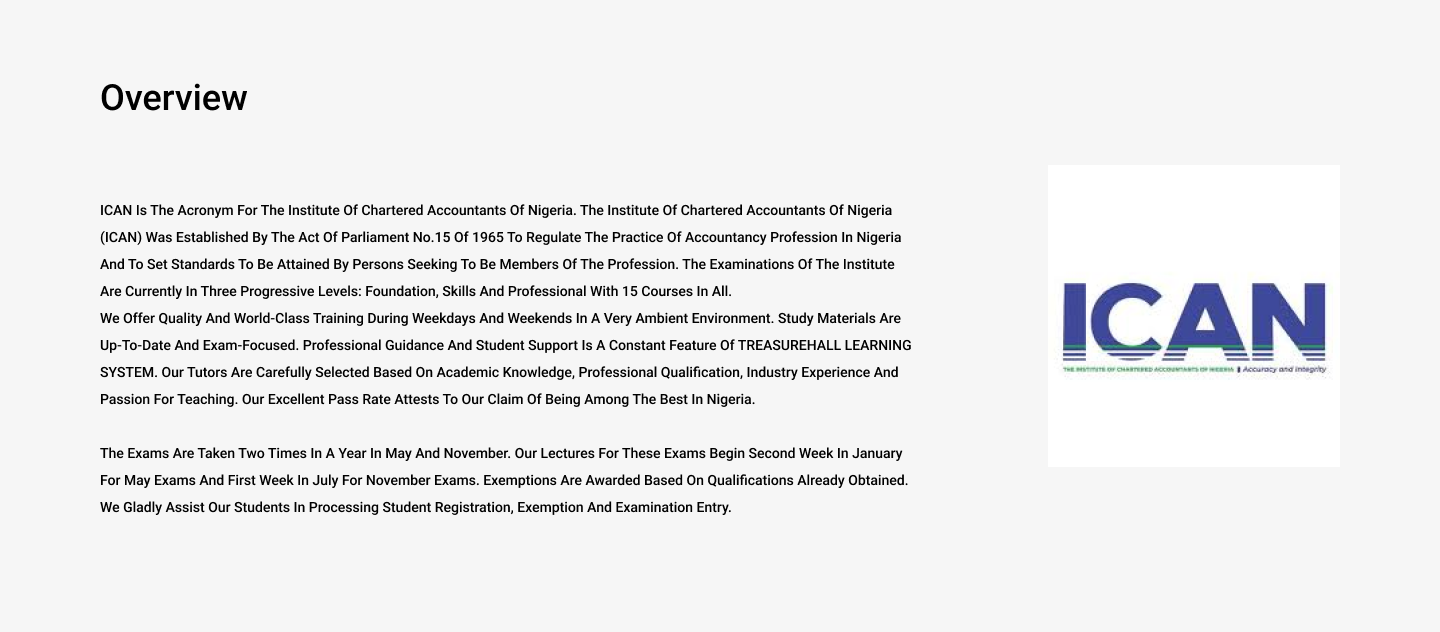 Overview
ICAN Is The Acronym For The Institute Of Chartered Accountants Of Nigeria. The Institute Of Chartered Accountants Of Nigeria
(ICAN) Was Established By The Act Of Parliament No.15 Of 1965 To Regulate The Practice Of Accountancy Profession In Nigeria
And To Set Standards To Be Attained By Persons Seeking To Be Members Of The Profession. The Examinations Of The Institute
Are Currently In Three Progressive Levels: Foundation, Skills And Professional With 15 Courses In All.
We Offer Quality And World-Class Training During Weekdays And Weekends In A Very Ambient Environment. Study Materials Are
Up-To-Date And Exam-Focused. Professional Guidance And Student Support Is A Constant Feature Of TREASUREHALL LEARNING
SYSTEM. Our Tutors Are Carefully Selected Based On Academic Knowledge, Professional Qualification, Industry Experience And
Passion For Teaching. Our Excellent Pass Rate Attests To Our Claim Of Being Among The Best In Nigeria.
The Exams Are Taken Two Times In A Year In May And November. Our Lectures For These Exams Begin Second Week In January
For May Exams And First Week In July For November Exams. Exemptions Are Awarded Based On Qualifications Already Obtained.
We Gladly Assist Our Students In Processing Student Registration, Exemption And Examination Entry.
ICAN
THE INSTITUTE OF CHARTERED ACCOUNTANTS OF NIGERIA | Accuracy and Integrity